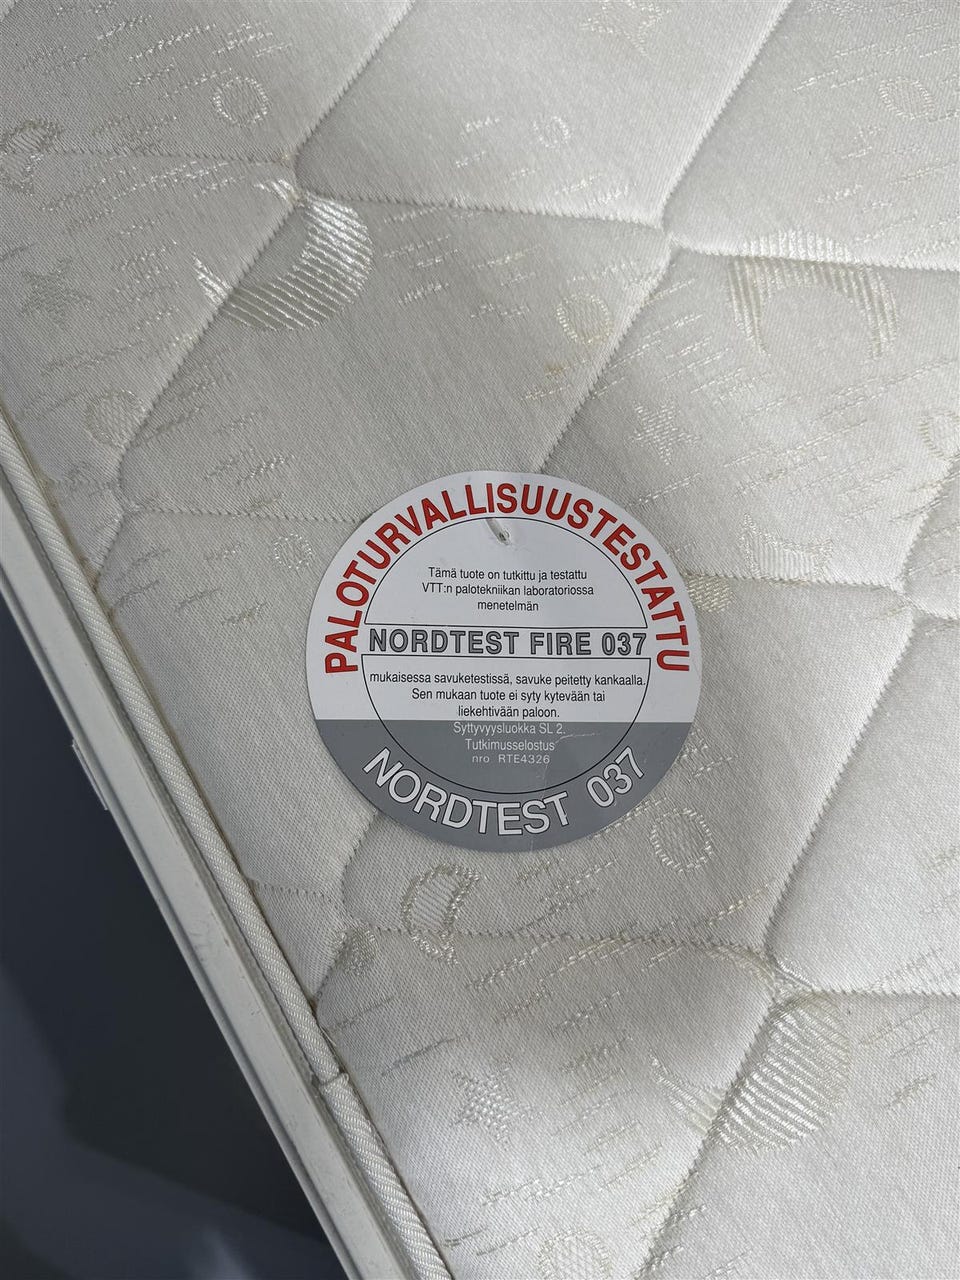 PALOTURVALLISUUSTESTATTU
Tämä tuote on tutkittu ja testattu
VTT:n palotekniikan laboratoriossa
menetelmän
NORDTEST FIRE 037
mukaisessa savuketestissä, savuke peitetty kankaalla.
Sen mukaan tuote ei syty kytevään tai
liekehtivään paloon.
Syttyvyysluokka SL 2.
Tutkimusselostus
nro RTE4326
NORDTEST 037